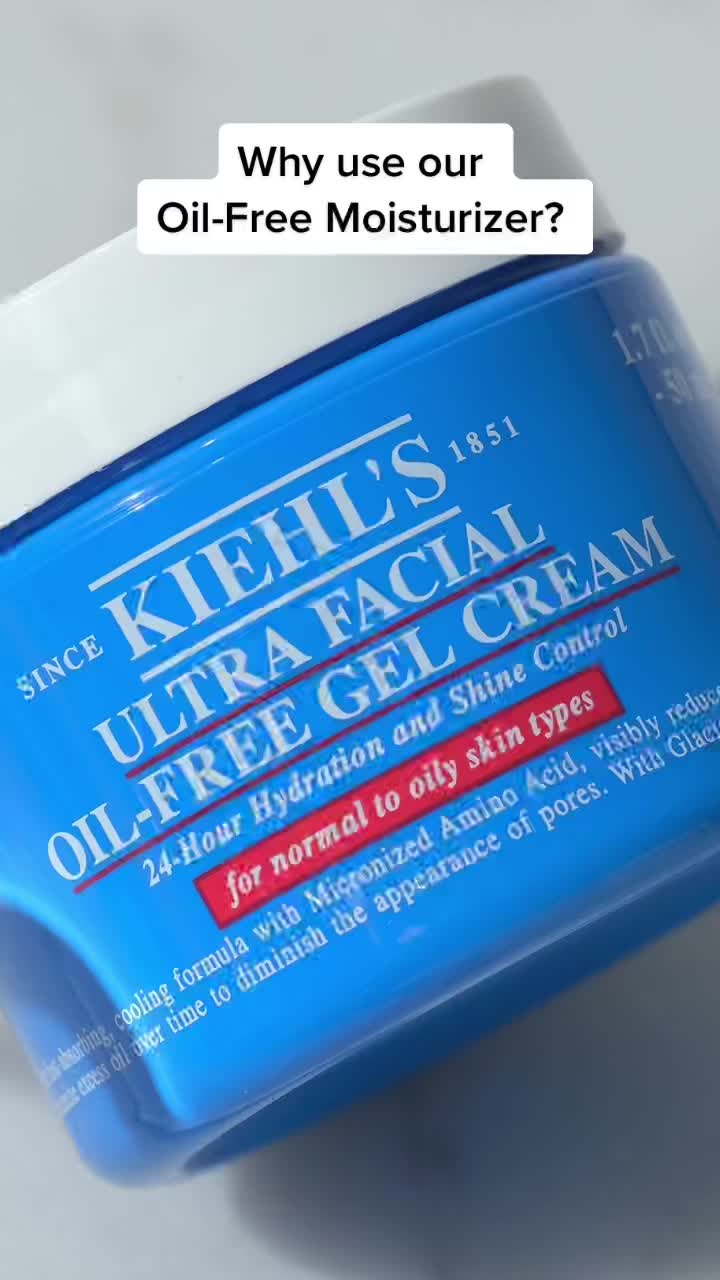 Why use our
Oil-Free Moisturizer?
1.7
SINCE KIEHL'S 1851
ULTRA FACIAL
OIL-FREE GEL CREAM
24-Hour Hydration and Shine Control
for normal to oily skin types
cooling formula with Micronized Amino Acid, visibly
excess oil over time to diminish the appearance of pores. With